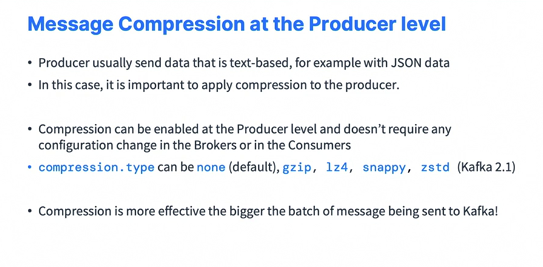 Message Compression at the Producer level
• Producer usually send data that is text-based, for example with JSON data
• In this case, it is important to apply compression to the producer.
• Compression can be enabled at the Producer level and doesn't require any
configuration change in the Brokers or in the Consumers
• compression.type can be none (default), gzip, lz4, snappy, zstd (Kafka 2.1)
• Compression is more effective the bigger the batch of message being sent to Kafka!